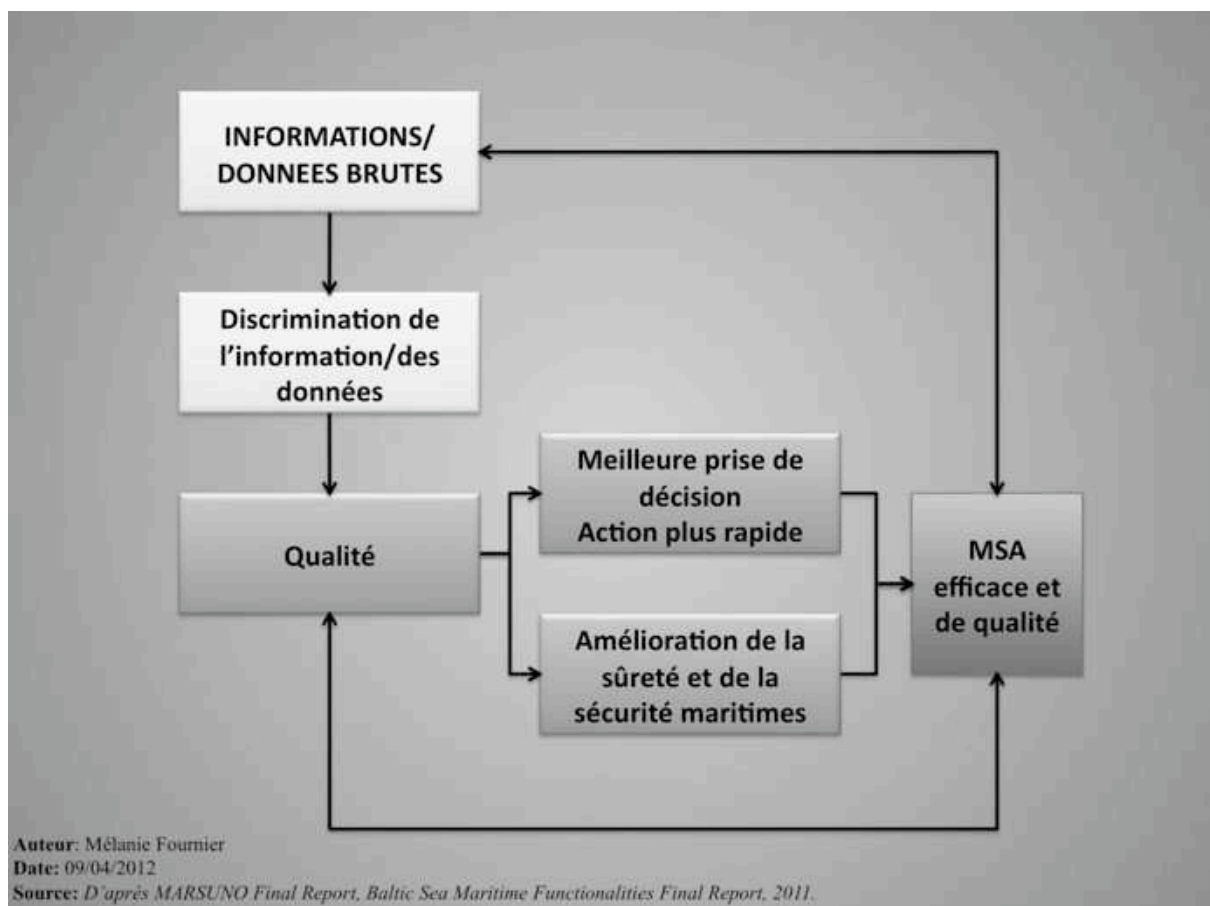 INFORMATIONS/
DONNEES BRUTES
Discrimination de
l'information/des
données
Qualité
Meilleure prise de
décision
Action plus rapide
Amélioration de la
sûreté et de la
sécurité maritimes
MSA
efficace et
de qualité
Auteur: Mélanie Fournier
Date: 09/04/2012
Source: D'après MARSUNO Final Report, Baltic Sea Maritime Functionalities Final Report, 2011.